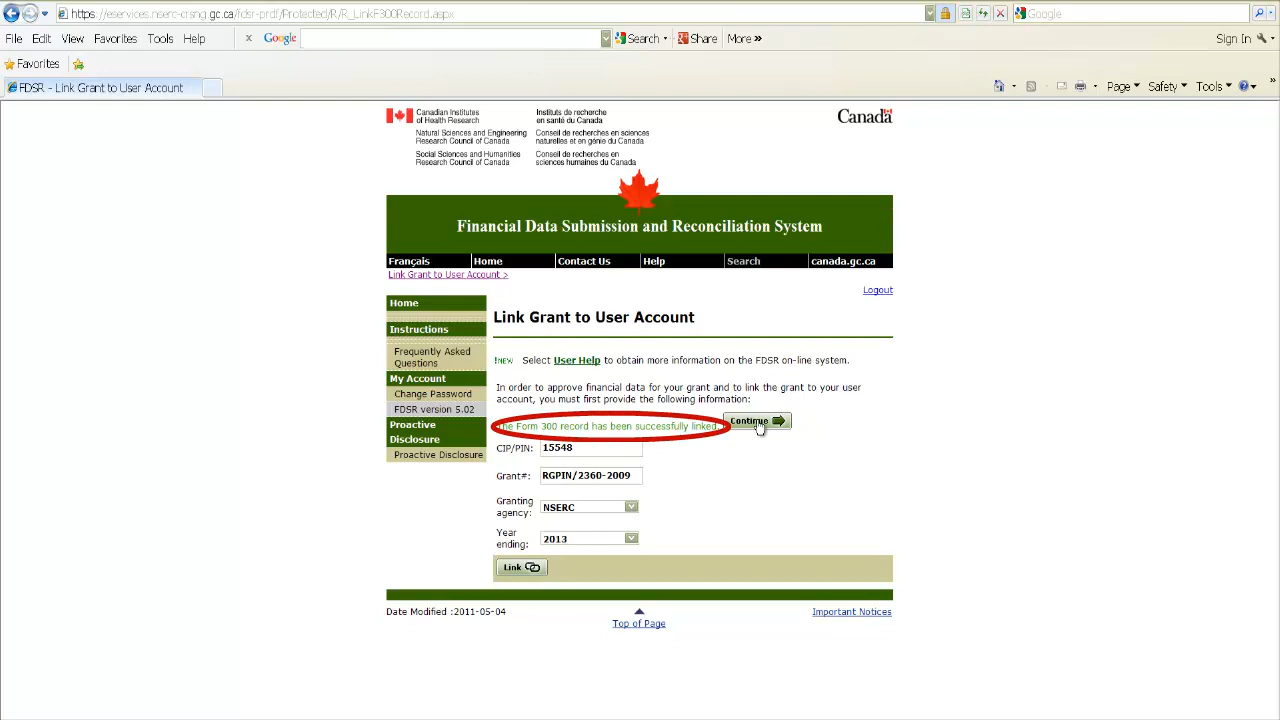 https://eservices.nserc-crsng.gc.ca/fdsr-prdf/Protected/R/R_LinkF300Record.aspx
Google
File Edit View Favorites Tools Help
x Google Search Share More » Sign In
Favorites
FDSR - Link Grant to User Account
Page Safety Tools
Canadian Institutes of Health Research
Instituts de recherche en santé du Canada
Natural Sciences and Engineering Research Council of Canada
Conseil de recherches en sciences naturelles et en génie du Canada
Social Sciences and Humanities Research Council of Canada
Conseil de recherches en sciences humaines du Canada
Canada
Financial Data Submission and Reconciliation System
Français Home Contact Us Help Search canada.gc.ca
Link Grant to User Account >
Logout
Home
Instructions
Frequently Asked
Questions
My Account
Change Password
FDSR version 5.02
Proactive
Disclosure
Proactive Disclosure
Link Grant to User Account
!NEW Select User Help to obtain more information on the FDSR on-line system.
In order to approve financial data for your grant and to link the grant to your user
account, you must first provide the following information:
The Form 300 record has been successfully linked. Continue
CIP/PIN: 15548
Grant#: RGPIN/2360-2009
Granting
agency: NSERC
Year
ending: 2013
Link
Date Modified :2011-05-04
Top of Page
Important Notices